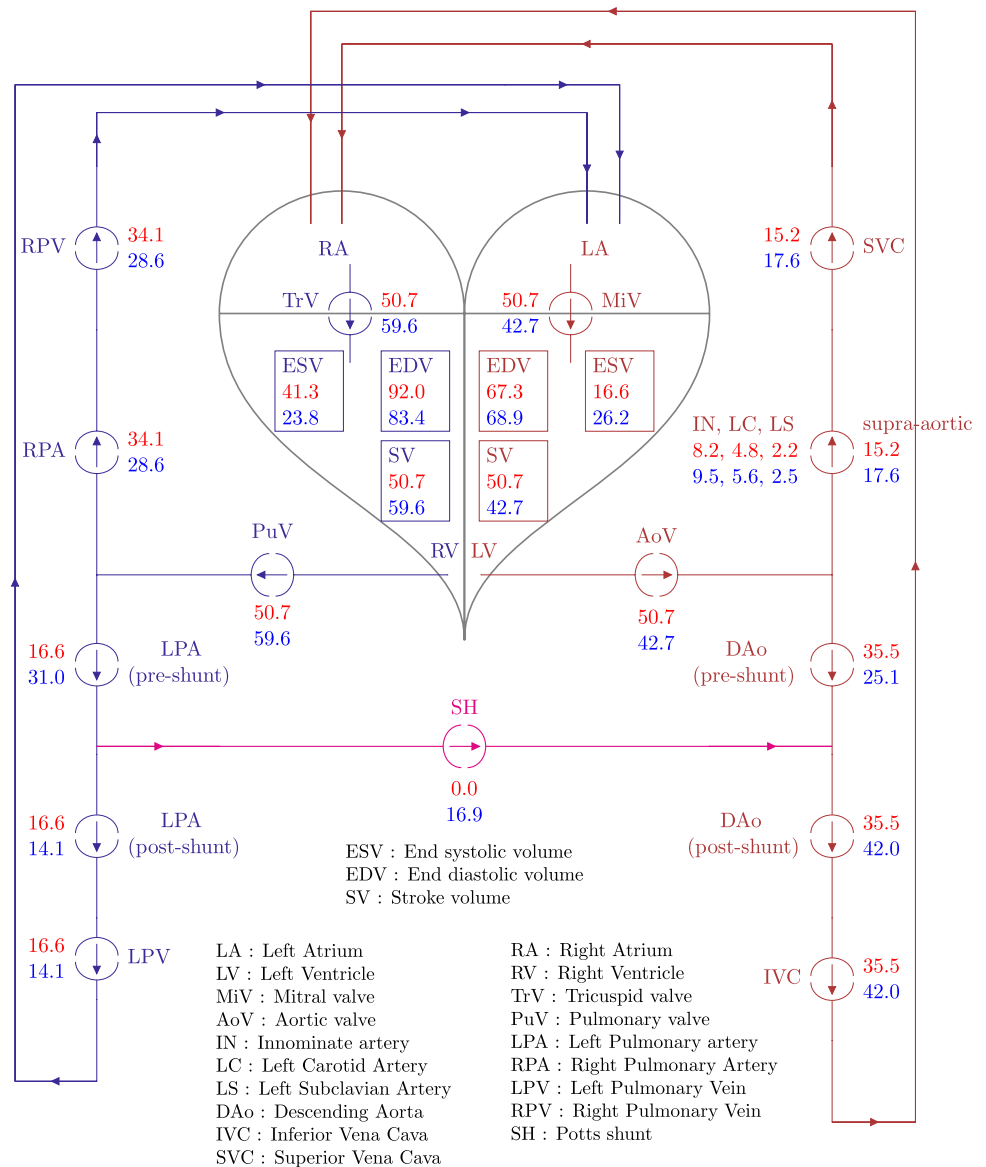 RPV
34.1
28.6
RA
LA
15.2
17.6
SVC
TrV
50.7
59.6
50.7
42.7
MiV
ESV
41.3
23.8
EDV
92.0
83.4
EDV
67.3
68.9
ESV
16.6
26.2
RPA
34.1
28.6
SV
50.7
59.6
SV
50.7
42.7
IN, LC, LS
8.2, 4.8, 2.2
9.5, 5.6, 2.5
supra-aortic
15.2
17.6
PuV
50.7
59.6
RV
LV
AoV
50.7
42.7
16.6
31.0
LPA
(pre-shunt)
DAo
(pre-shunt)
35.5
25.1
SH
0.0
16.9
16.6
14.1
LPA
(post-shunt)
DAo
(post-shunt)
35.5
42.0
ESV : End systolic volume
EDV : End diastolic volume
SV : Stroke volume
16.6
14.1
LPV
IVC
35.5
42.0
LA : Left Atrium
LV : Left Ventricle
MiV : Mitral valve
AoV : Aortic valve
IN : Innominate artery
LC : Left Carotid Artery
LS : Left Subclavian Artery
DAo : Descending Aorta
IVC : Inferior Vena Cava
SVC : Superior Vena Cava
RA : Right Atrium
RV : Right Ventricle
TrV : Tricuspid valve
PuV : Pulmonary valve
LPA : Left Pulmonary artery
RPA : Right Pulmonary Artery
LPV : Left Pulmonary Vein
RPV : Right Pulmonary Vein
SH : Potts shunt